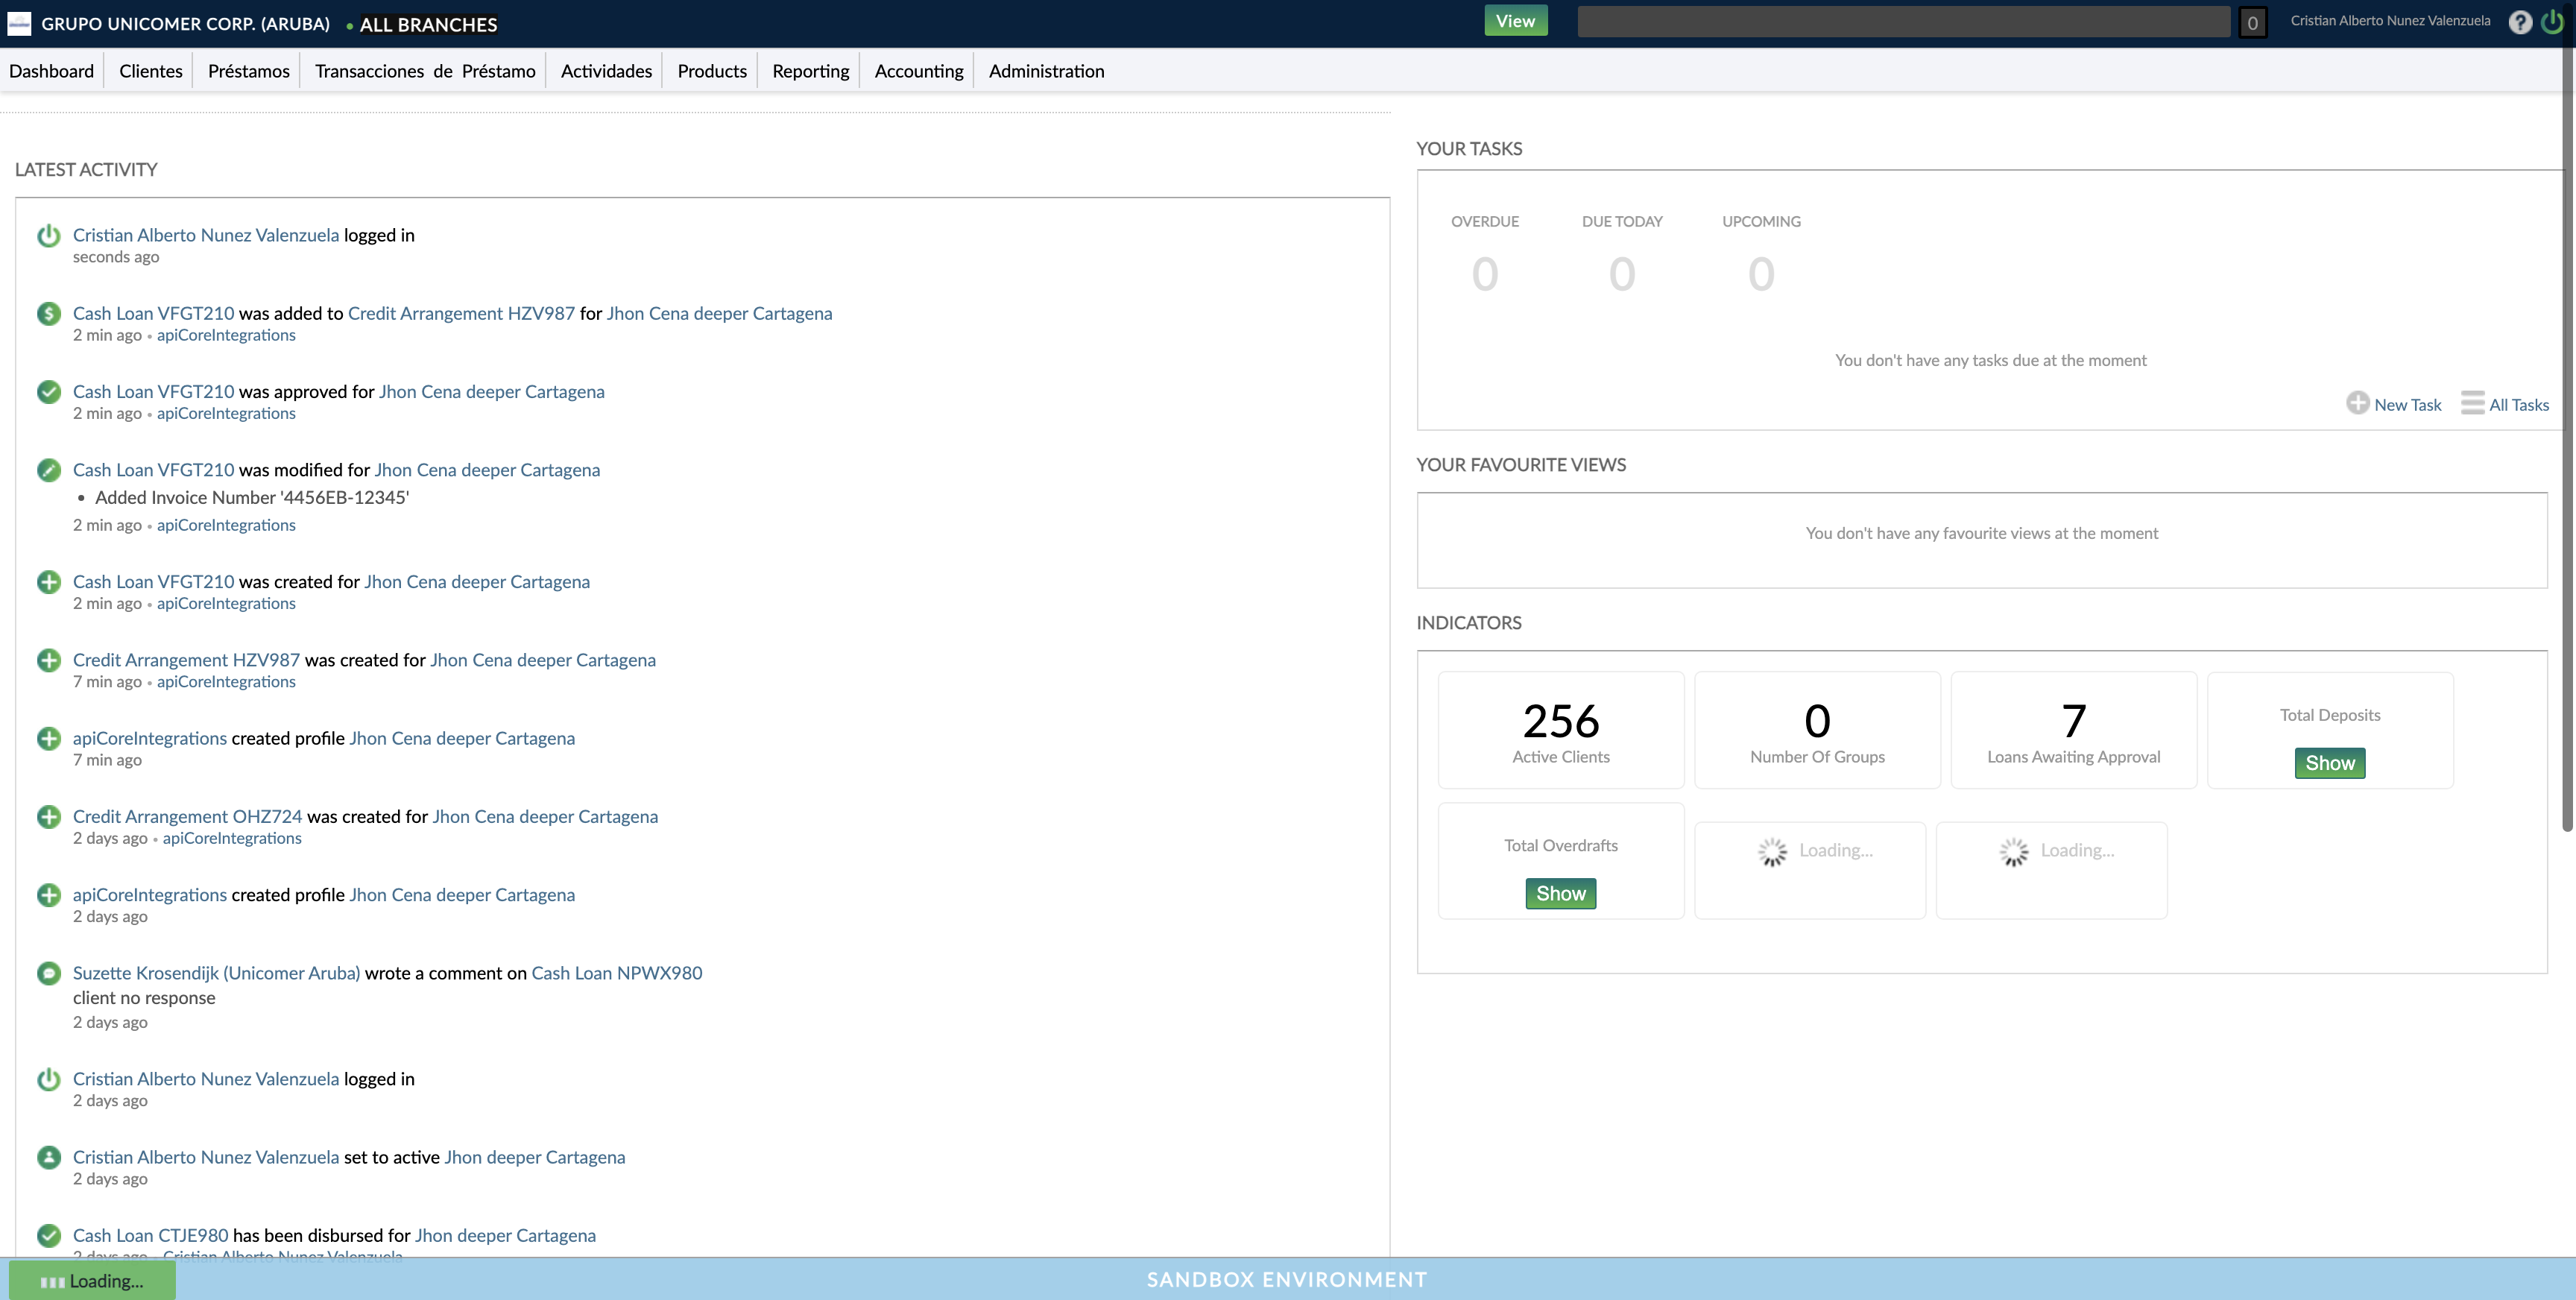 GRUPO UNICOMER CORP. (ARUBA) • ALL BRANCHES
View
0
Cristian Alberto Nunez Valenzuela
?
Dashboard Clientes Préstamos Transacciones de Préstamo Actividades Products Reporting Accounting Administration
LATEST ACTIVITY
Cristian Alberto Nunez Valenzuela logged in
seconds ago
Cash Loan VFGT210 was added to Credit Arrangement HZV987 for Jhon Cena deeper Cartagena
2 min ago • apiCoreIntegrations
Cash Loan VFGT210 was approved for Jhon Cena deeper Cartagena
2 min ago • apiCoreIntegrations
Cash Loan VFGT210 was modified for Jhon Cena deeper Cartagena
• Added Invoice Number '4456EB-12345'
2 min ago • apiCoreIntegrations
Cash Loan VFGT210 was created for Jhon Cena deeper Cartagena
2 min ago • apiCoreIntegrations
Credit Arrangement HZV987 was created for Jhon Cena deeper Cartagena
7 min ago • apiCoreIntegrations
apiCoreIntegrations created profile Jhon Cena deeper Cartagena
7 min ago
Credit Arrangement OHZ724 was created for Jhon Cena deeper Cartagena
2 days ago • apiCoreIntegrations
apiCoreIntegrations created profile Jhon Cena deeper Cartagena
2 days ago
Suzette Krosendijk (Unicomer Aruba) wrote a comment on Cash Loan NPWX980
client no response
2 days ago
Cristian Alberto Nunez Valenzuela logged in
2 days ago
Cristian Alberto Nunez Valenzuela set to active Jhon deeper Cartagena
2 days ago
Cash Loan CTJE980 has been disbursed for Jhon deeper Cartagena
2 days ago • Cristian Alberto Nunez Valenzuela
YOUR TASKS
OVERDUE DUE TODAY UPCOMING
0 0 0
You don't have any tasks due at the moment
New Task All Tasks
YOUR FAVOURITE VIEWS
You don't have any favourite views at the moment
INDICATORS
256
Active Clients
0
Number Of Groups
7
Loans Awaiting Approval
Total Deposits
Show
Total Overdrafts
Show
Loading...
Loading...
Loading...
SANDBOX ENVIRONMENT